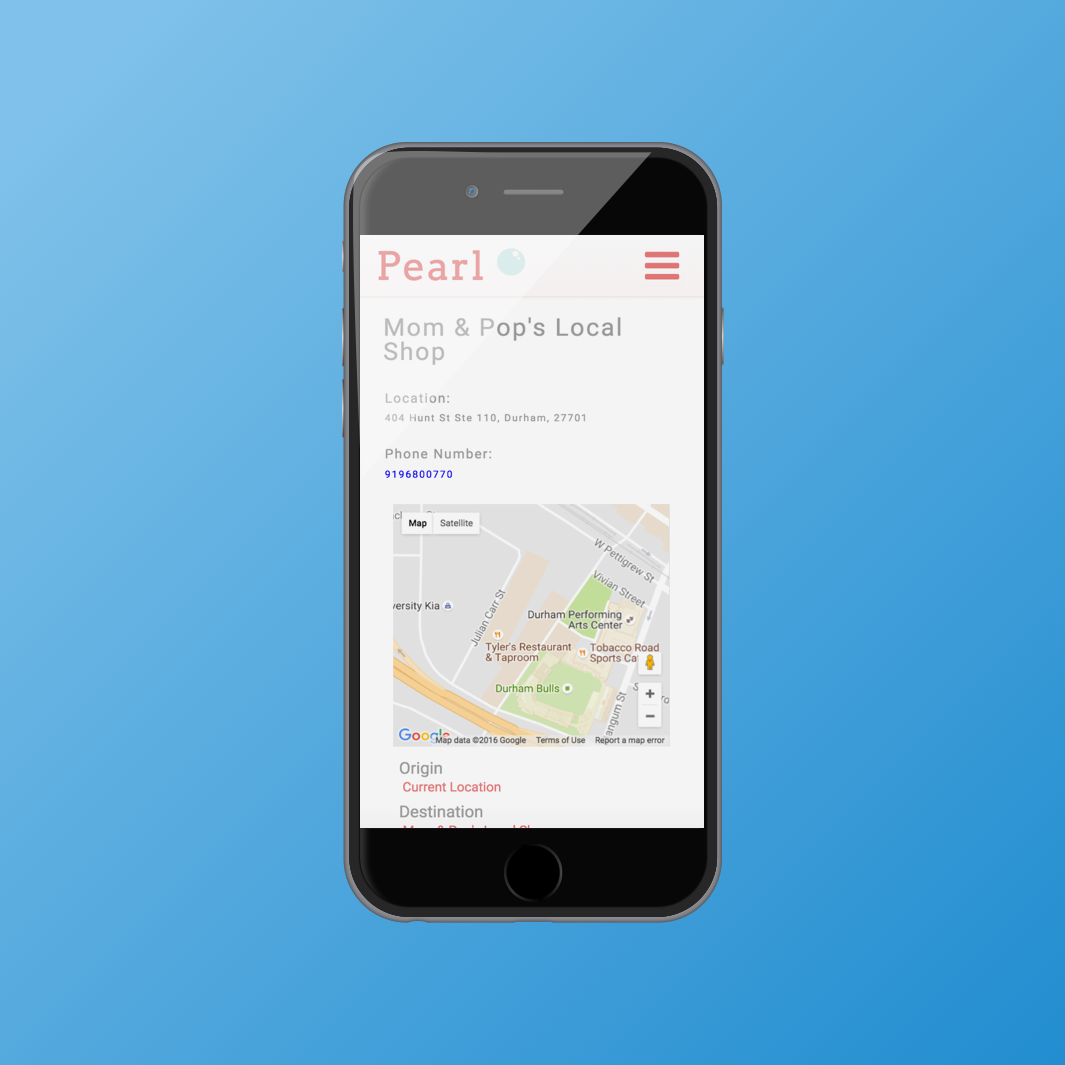 Pearl
Mom & Pop's Local
Shop
Location:
404 Hunt St Ste 110, Durham, 27701
Phone Number:
9196800770
Map Satellite
W Pettigrew St
Vivian Street
Julian Carr St
versity Kia
Durham Performing
Arts Center
Tyler's Restaurant
& Taproom
Tobacco Road
Sports Ca
Durham Bulls
angum St
Google
Map data ©2016 Google Terms of Use Report a map error
Origin
Current Location
Destination